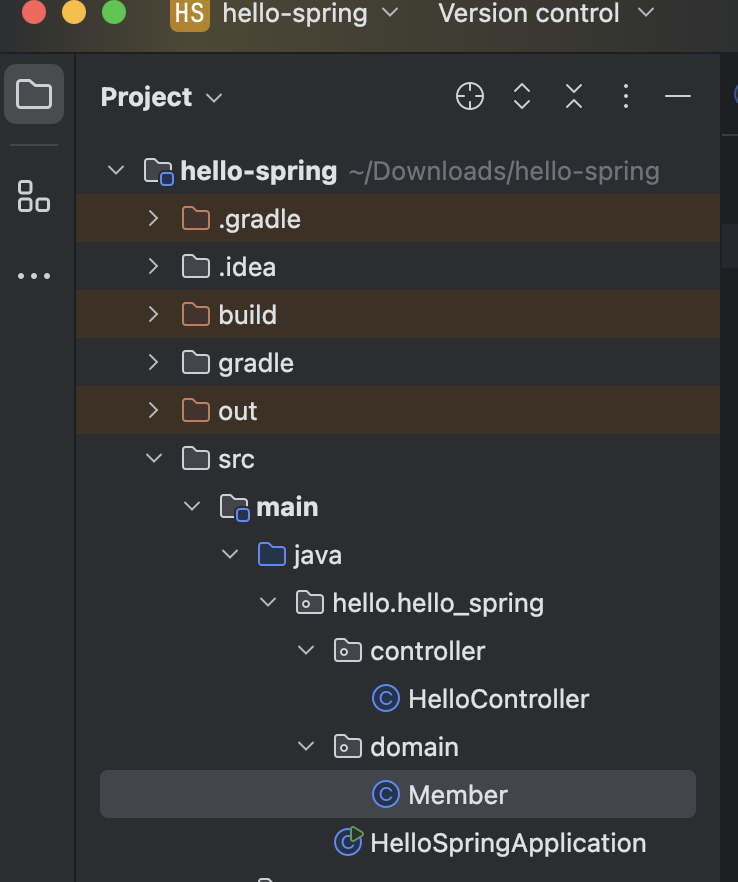 HS hello-spring Version control
Project
hello-spring ~/Downloads/hello-spring
.gradle
.idea
build
gradle
out
src
main
java
hello.hello_spring
controller
HelloController
domain
Member
HelloSpringApplication